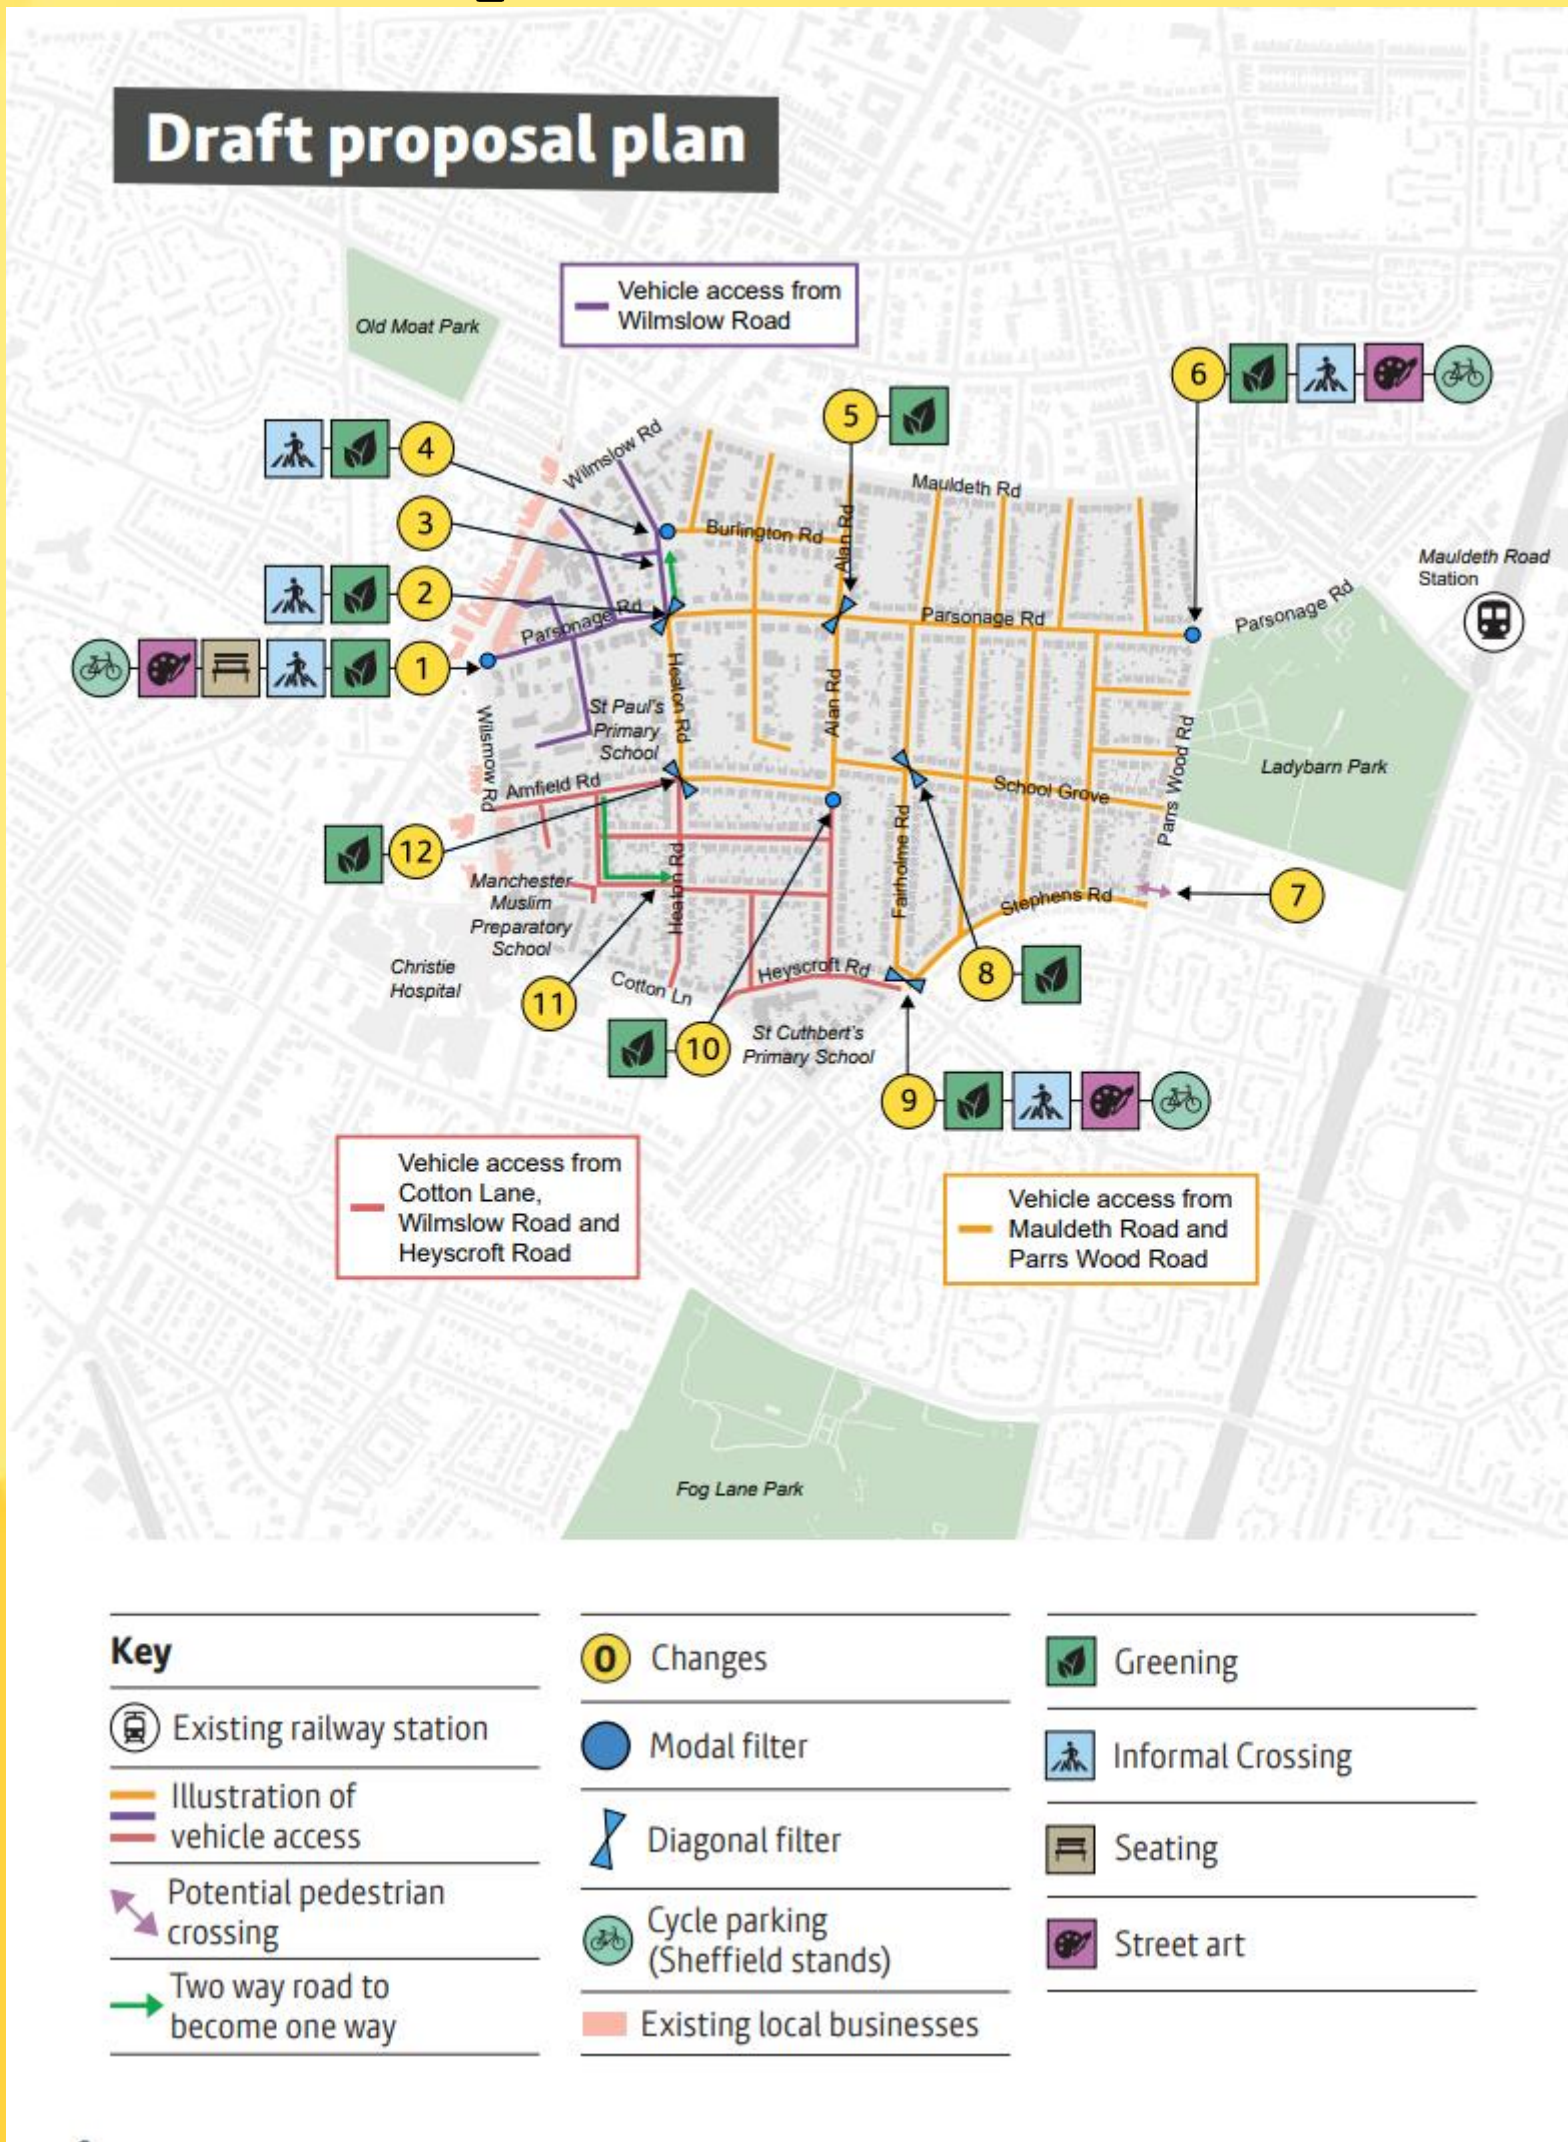 Draft proposal plan
Vehicle access from
Wilmslow Road
Old Moat Park
6
5
4
Wilmslow Rd
Mauldeth Rd
3
Burlington Rd
Alan Rd
Mauldeth Road
Station
2
Parsonage Rd
Parsonage Rd
Parsonage Rd
1
Heaton Rd
Alan Rd
St Paul's
Primary
School
Wilsmow Rd
Parrs Wood Rd
Ladybarn Park
Amfield Rd
School Grove
12
Fairholme Rd
Heaton Rd
Manchester
Muslim
Preparatory
School
Stephens Rd
7
Christie
Hospital
Cotton Ln
Heyscroft Rd
8
11
10
St Cuthbert's
Primary School
9
Vehicle access from
Cotton Lane,
Wilmslow Road and
Heyscroft Road
Vehicle access from
Mauldeth Road and
Parrs Wood Road
Fog Lane Park
Key
Existing railway station
Illustration of
vehicle access
Potential pedestrian
crossing
Two way road to
become one way
0 Changes
Modal filter
Diagonal filter
Cycle parking
(Sheffield stands)
Existing local businesses
Greening
Informal Crossing
Seating
Street art